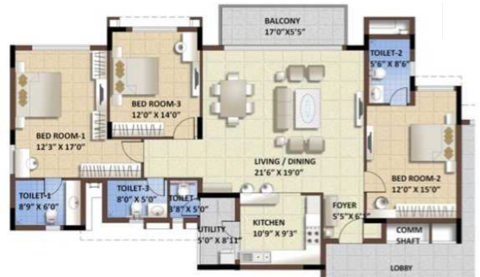 BALCONY
17'0"X5'5"
TOILET-2
5'6" X 8'6"
BED ROOM-3
12'0" X 14'0"
BED ROOM-1
12'3" X 17'0"
LIVING / DINING
21'6" X 19'0"
BED ROOM-2
12'0" X 15'0"
TOILET-1
8'9" X 6'0"
TOILET-3
8'0" X 5'0"
3'8" X 5'0"
FOYER
5'5"X
KITCHEN
10'9" X 9'3"
UTILITY
5'0" X 8'11"
COMM
SHAFT
LOBBY